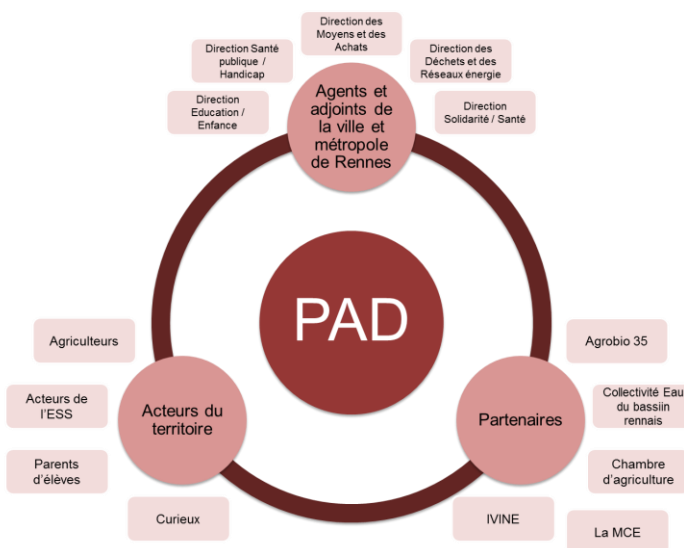 Direction des
Moyens et des
Achats
Direction Santé
publique /
Handicap
Direction des
Déchets et des
Réseaux énergie
Direction
Education /
Enfance
Direction
Solidarité / Santé
Agents et
adjoints de
la ville et
métropole
de Rennes
PAD
Agriculteurs
Acteurs de
l'ESS
Parents
d'élèves
Curieux
Acteurs du
territoire
Partenaires
Agrobio 35
Collectivité Eau
du bassiin
rennais
Chambre
d'agriculture
IVINE
La MCE